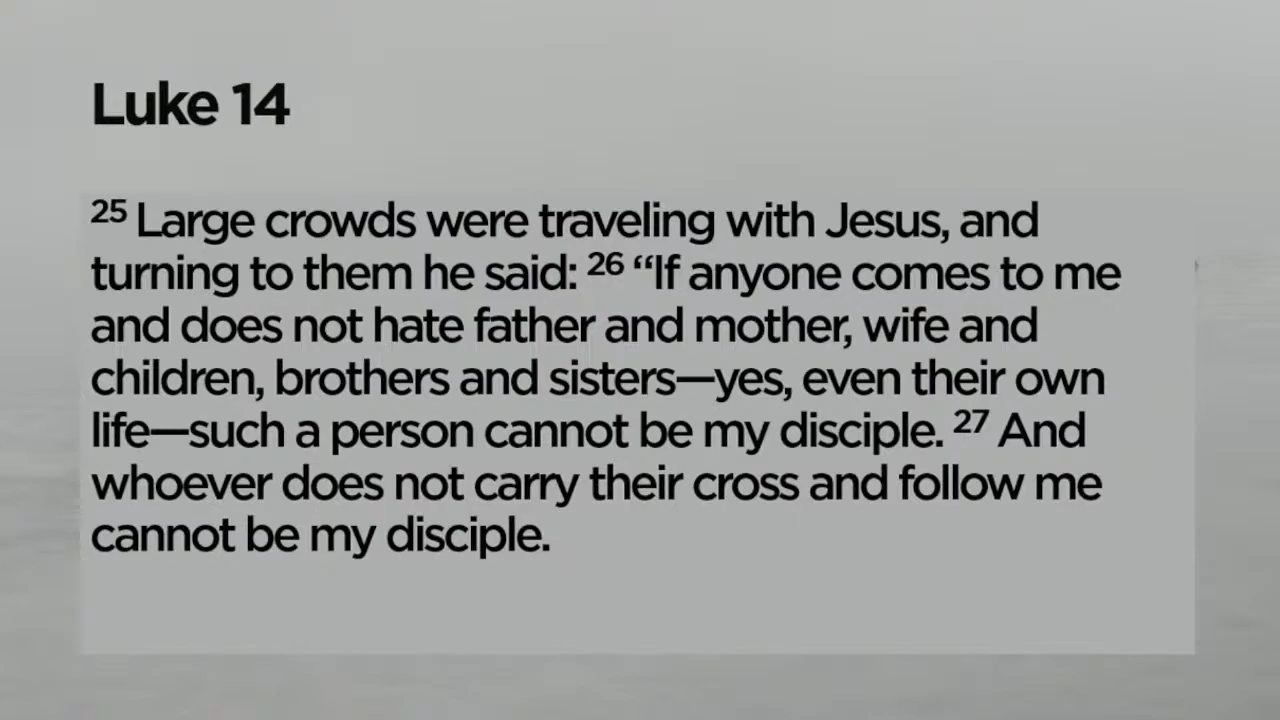 Luke 14
25 Large crowds were traveling with Jesus, and
turning to them he said: 26 “If anyone comes to me
and does not hate father and mother, wife and
children, brothers and sisters—yes, even their own
life—such a person cannot be my disciple. 27 And
whoever does not carry their cross and follow me
cannot be my disciple.